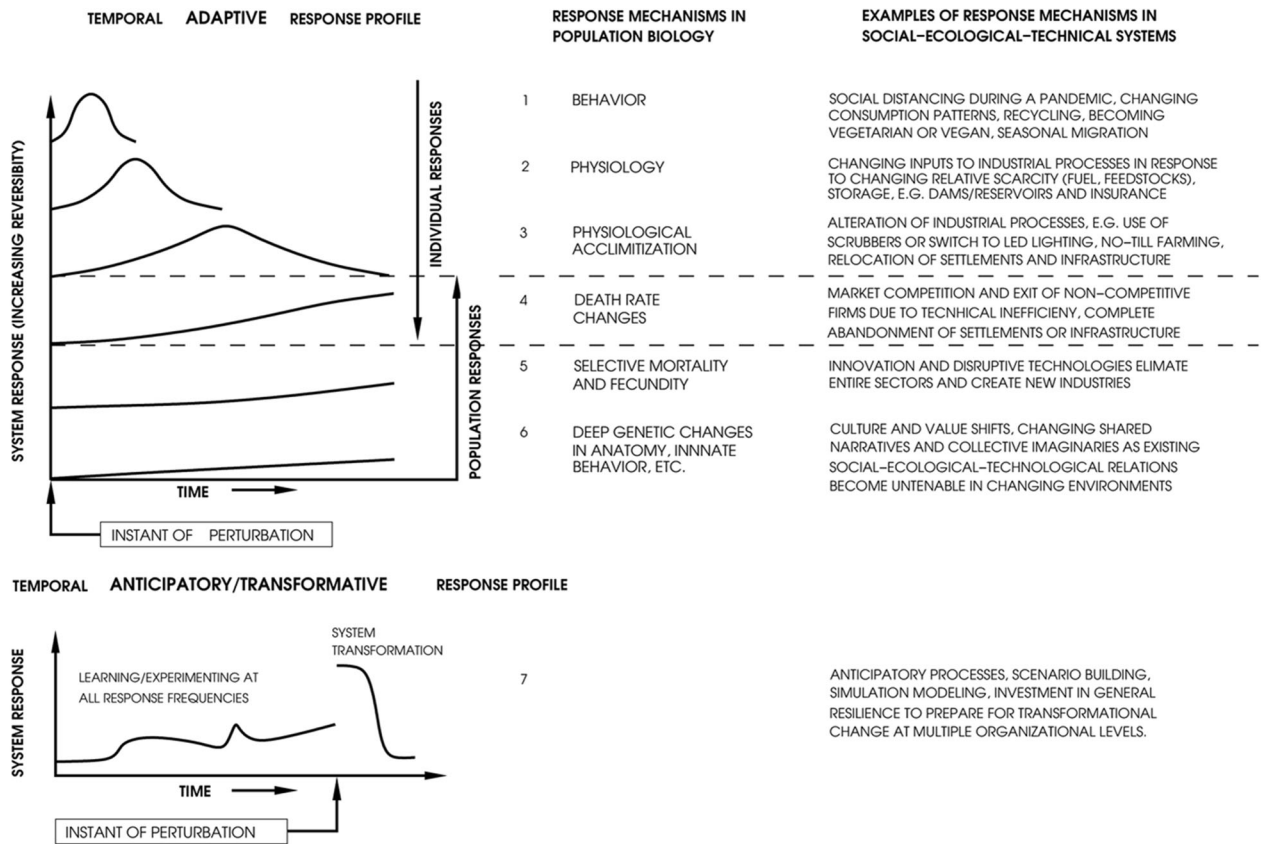 TEMPORAL ADAPTIVE RESPONSE PROFILE
RESPONSE MECHANISMS IN
POPULATION BIOLOGY
EXAMPLES OF RESPONSE MECHANISMS IN
SOCIAL–ECOLOGICAL–TECHNICAL SYSTEMS
SYSTEM RESPONSE (INCREASING REVERSIBITY)
INDIVIDUAL RESPONSES
POPULATION RESPONSES
1 BEHAVIOR
SOCIAL DISTANCING DURING A PANDEMIC, CHANGING
CONSUMPTION PATTERNS, RECYCLING, BECOMING
VEGETARIAN OR VEGAN, SEASONAL MIGRATION
2 PHYSIOLOGY
CHANGING INPUTS TO INDUSTRIAL PROCESSES IN RESPONSE
TO CHANGING RELATIVE SCARCITY (FUEL, FEEDSTOCKS),
STORAGE, E.G. DAMS/RESERVOIRS AND INSURANCE
3 PHYSIOLOGICAL
ACCLIMITIZATION
ALTERATION OF INDUSTRIAL PROCESSES, E.G. USE OF
SCRUBBERS OR SWITCH TO LED LIGHTING, NO–TILL FARMING,
RELOCATION OF SETTLEMENTS AND INFRASTRUCTURE
4 DEATH RATE
CHANGES
MARKET COMPETITION AND EXIT OF NON–COMPETITIVE
FIRMS DUE TO TECNHICAL INEFFICIENY, COMPLETE
ABANDONMENT OF SETTLEMENTS OR INFRASTRUCTURE
5 SELECTIVE MORTALITY
AND FECUNDITY
INNOVATION AND DISRUPTIVE TECHNOLOGIES ELIMATE
ENTIRE SECTORS AND CREATE NEW INDUSTRIES
6 DEEP GENETIC CHANGES
IN ANATOMY, INNNATE
BEHAVIOR, ETC.
CULTURE AND VALUE SHIFTS, CHANGING SHARED
NARRATIVES AND COLLECTIVE IMAGINARIES AS EXISTING
SOCIAL–ECOLOGICAL–TECHNOLOGICAL RELATIONS
BECOME UNTENABLE IN CHANGING ENVIRONMENTS
TIME
INSTANT OF PERTURBATION
TEMPORAL ANTICIPATORY/TRANSFORMATIVE RESPONSE PROFILE
SYSTEM RESPONSE
LEARNING/EXPERIMENTING AT
ALL RESPONSE FREQUENCIES
SYSTEM
TRANSFORMATION
7
ANTICIPATORY PROCESSES, SCENARIO BUILDING,
SIMULATION MODELING, INVESTMENT IN GENERAL
RESILIENCE TO PREPARE FOR TRANSFORMATIONAL
CHANGE AT MULTIPLE ORGANIZATIONAL LEVELS.
TIME
INSTANT OF PERTURBATION